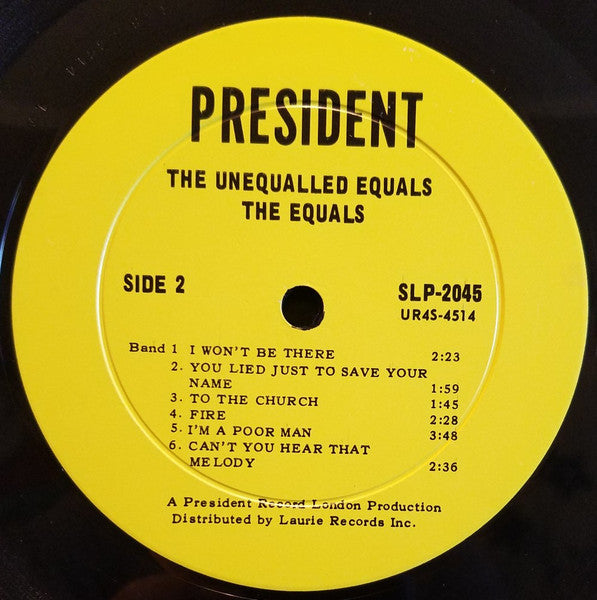 PRESIDENT
THE UNEQUALLED EQUALS
THE EQUALS
SIDE 2 SLP-2045
UR4S-4514
Band 1 I WON'T BE THERE 2:23
2. YOU LIED JUST TO SAVE YOUR
NAME 1:59
3. TO THE CHURCH 1:45
4. FIRE 2:28
5. I'M A POOR MAN 3:48
6. CAN'T YOU HEAR THAT
MELODY 2:36
A President Record London Production
Distributed by Laurie Records Inc.